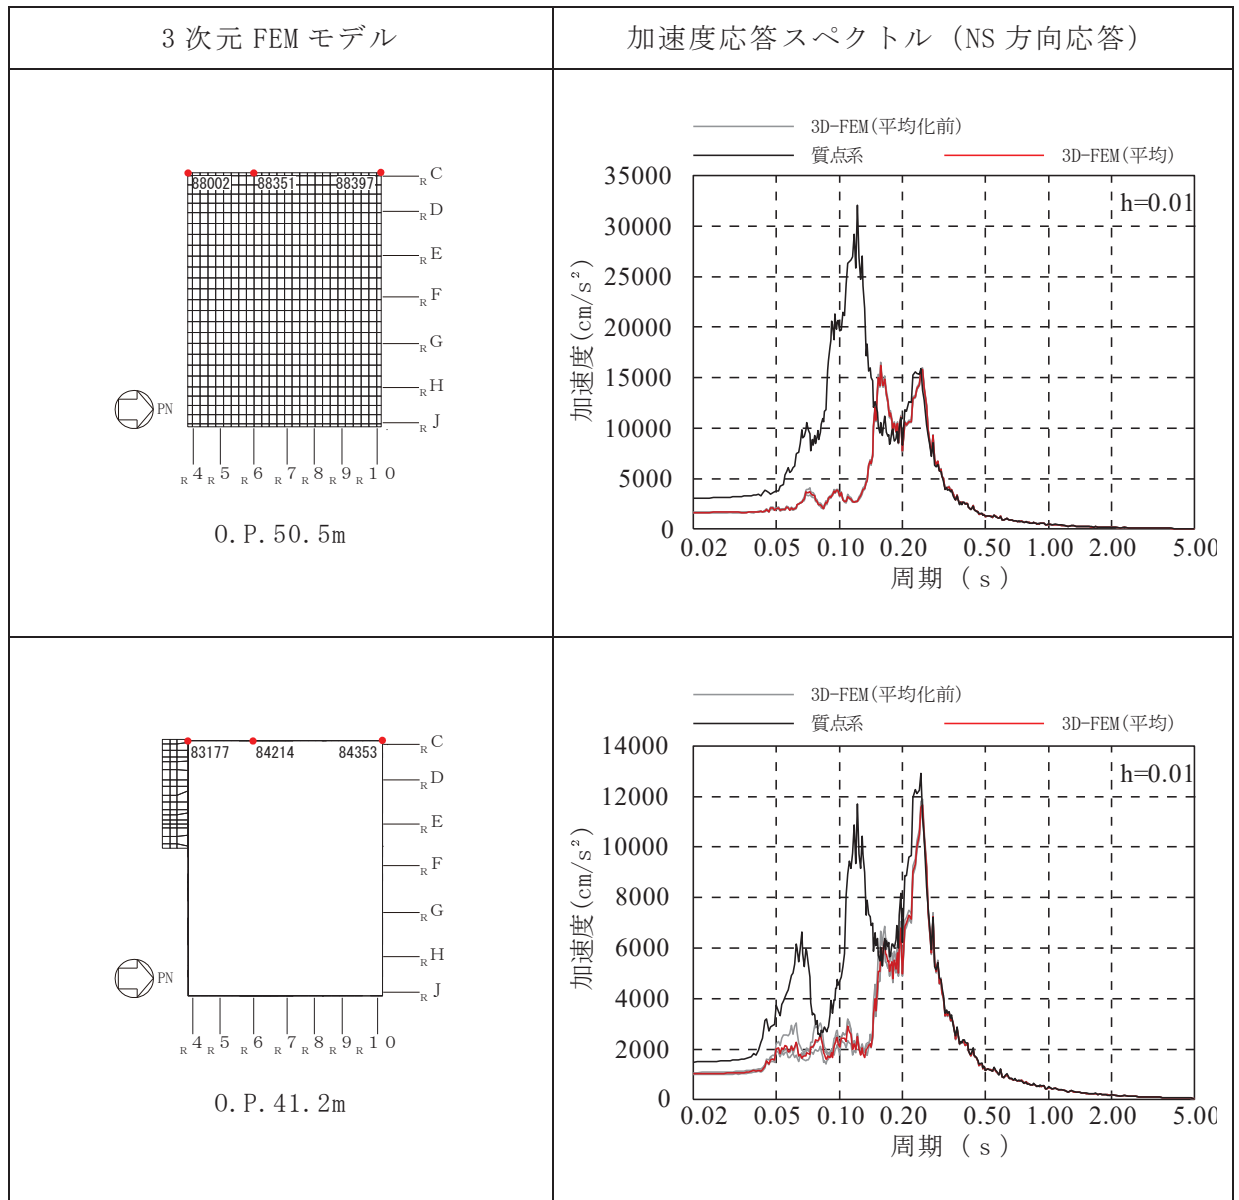 3次元 FEM モデル
加速度応答スペクトル（NS 方向応答）
88002 88351 88397
RC
RD
RE
RF
RG
RH
RJ
PN
R4 R5 R6 R7 R8 R9 R10
O.P.50.5m
3D-FEM(平均化前)
質点系 3D-FEM(平均)
h=0.01
加速度(cm/s²)
35000
30000
25000
20000
15000
10000
5000
0
0.02 0.05 0.10 0.20 0.50 1.00 2.00 5.00
周期（s）
83177 84214 84353
RC
RD
RE
RF
RG
RH
RJ
PN
R4 R5 R6 R7 R8 R9 R10
O.P.41.2m
3D-FEM(平均化前)
質点系 3D-FEM(平均)
h=0.01
加速度(cm/s²)
14000
12000
10000
8000
6000
4000
2000
0
0.02 0.05 0.10 0.20 0.50 1.00 2.00 5.00
周期（s）